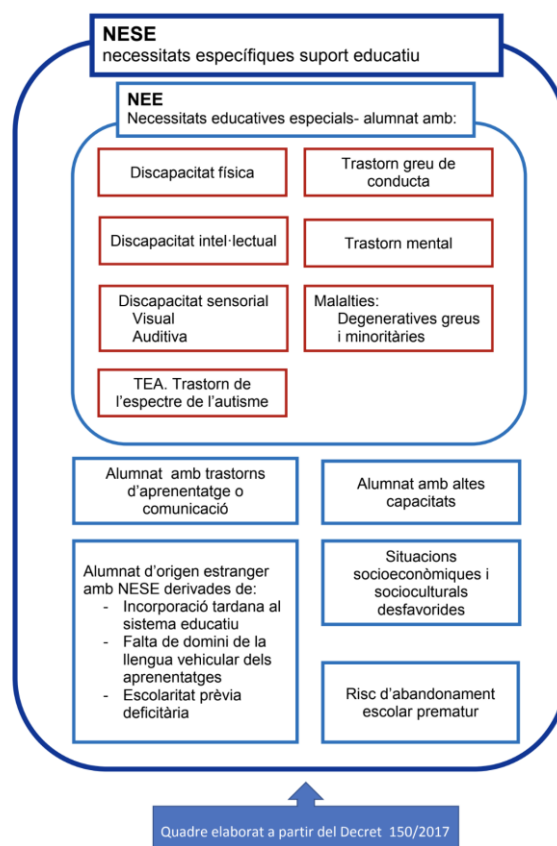 NESE
necessitats específiques suport educatiu
NEE
Necessitats educatives especials- alumnat amb:
Discapacitat física
Trastorn greu de
conducta
Discapacitat intel·lectual
Trastorn mental
Discapacitat sensorial
Visual
Auditiva
Malalties:
Degeneratives greus
i minoritàries
TEA. Trastorn de
l'espectre de l'autisme
Alumnat amb trastorns
d'aprenentatge o
comunicació
Alumnat amb altes
capacitats
Alumnat d'origen estranger
amb NESE derivades de:
- Incorporació tardana al
sistema educatiu
- Falta de domini de la
llengua vehicular dels
aprenentatges
- Escolaritat prèvia
deficitària
Situacions
socioeconòmiques i
socioculturals
desfavorides
Risc d'abandonament
escolar prematur
Quadre elaborat a partir del Decret 150/2017